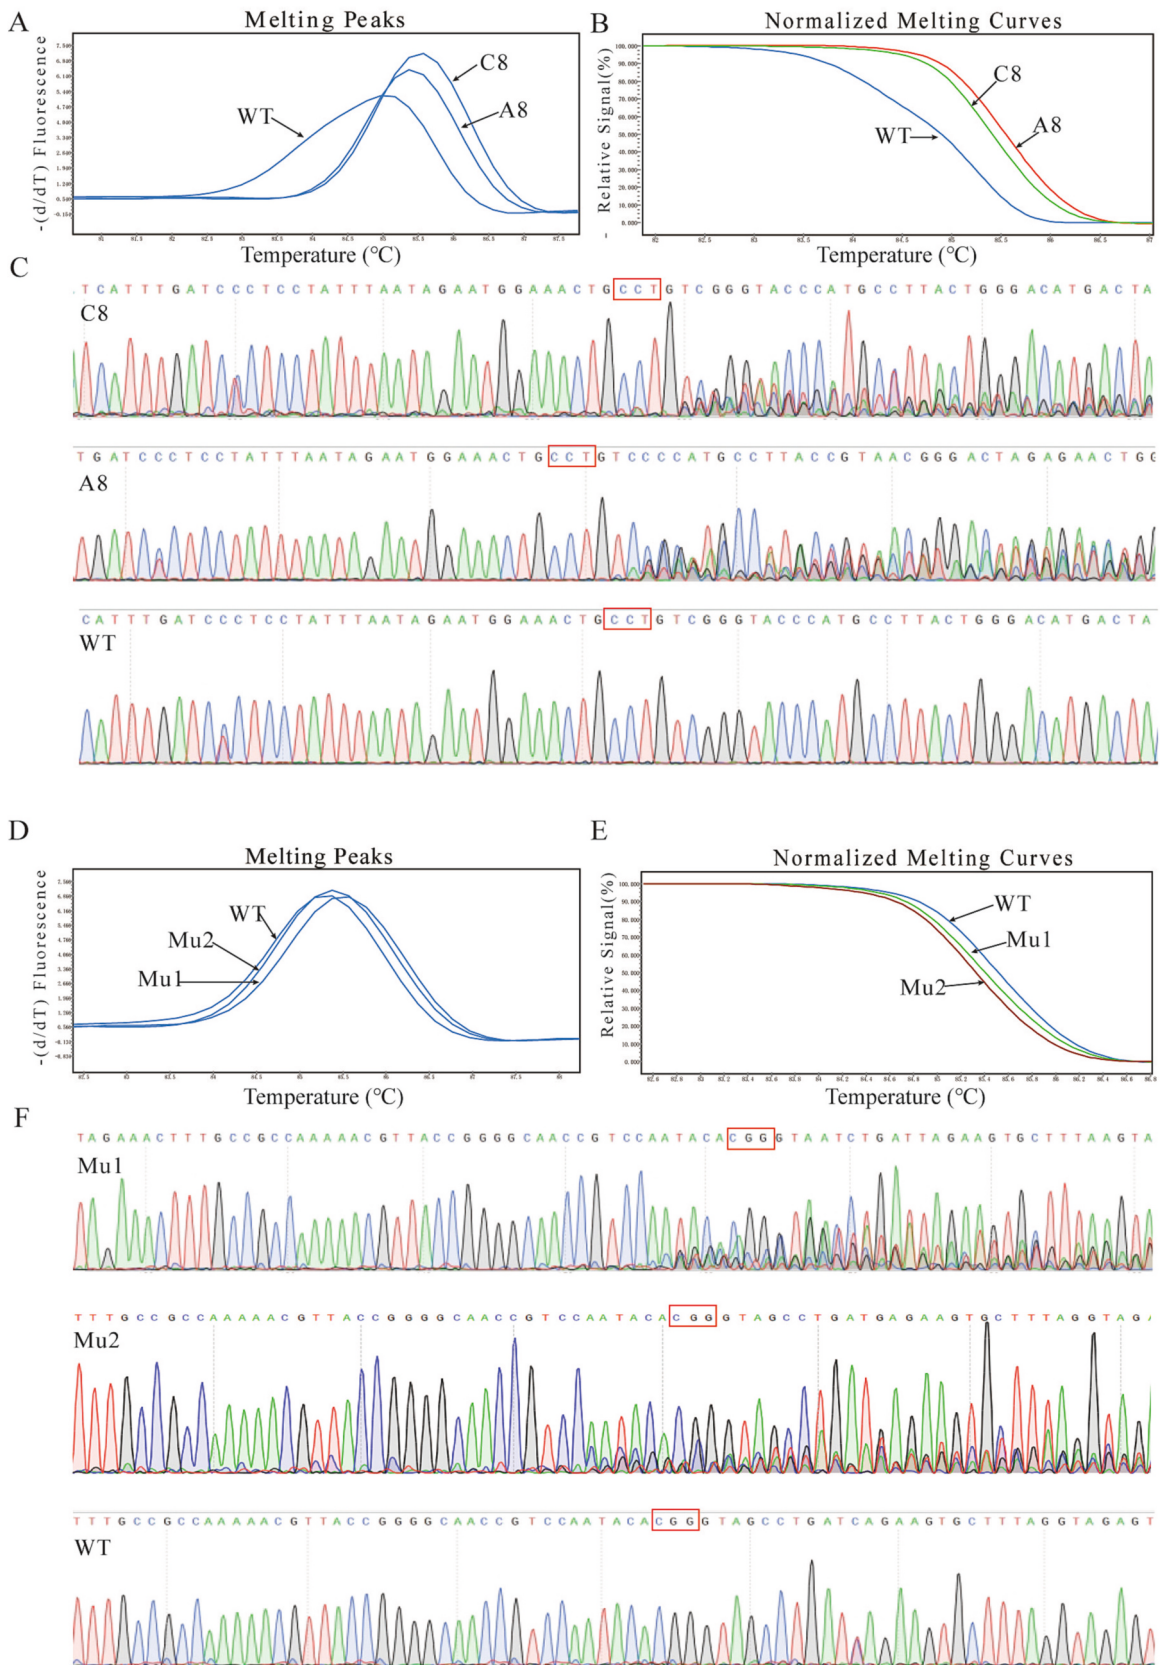 A
Melting Peaks
-(d/dT) Fluorescence
WT
C8
A8
Temperature (°C)
B
Normalized Melting Curves
Relative Signal(%)
C8
WT
A8
Temperature (°C)
C
TCATTTGATCCCTCCTATTTAATAGAATGGAAACTGCCTGTCGGGTACCCATGCCTTACTGGGACATGACTA
C8
TGATCCCTCCTATTTAATAGAATGGAAACTGCCTGTCCCCATGCCTTACCGTAACGGGACTAGAGAACTGG
A8
CATTTGATCCCTCCTATTTAATAGAATGGAAACTGCCTGTCGGGTACCCATGCCTTACTGGGACATGACTA
WT
D
Melting Peaks
-(d/dT) Fluorescence
WT
Mu2
Mu1
Temperature (°C)
E
Normalized Melting Curves
Relative Signal(%)
WT
Mu1
Mu2
Temperature (°C)
F
TAGAAACTTTGCCGCCAAAAACGTTACCGGGGCAACCGTCCAATACACGGGTAATCTGATTAGAAGTGCTTTAAGTA
Mu1
TTTGCCGCCAAAAACGTTACCGGGGCAACCGTCCAATACACGGGTAGCCTGATGAGAAGTGCTTTAGGTAGA
Mu2
TTTGCCGCCAAAAACGTTACCGGGGCAACCGTCCAATACACGGGTAGCCTGATCAGAAGTGCTTTAGGTAGAGT
WT